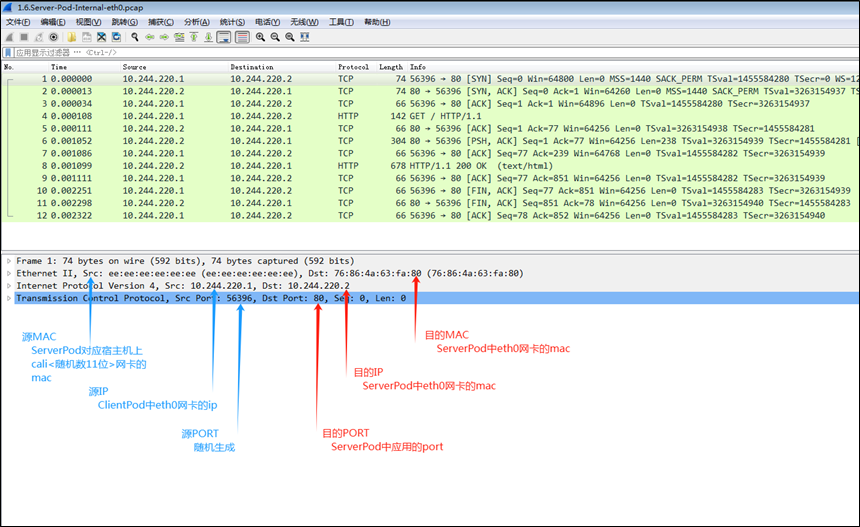 1.6.Server-Pod-Internal-eth0.pcap
文件(F) 编辑(E) 视图(V) 跳转(G) 捕获(C) 分析(A) 统计(S) 电话(Y) 无线(W) 工具(T) 帮助(H)
应用显示过滤器 … <Ctrl-/>
No. Time Source Destination Protocol Length Info
1 0.000000 10.244.220.1 10.244.220.2 TCP 74 56396 → 80 [SYN] Seq=0 Win=64800 Len=0 MSS=1440 SACK_PERM TSval=1455584280 TSecr=0 WS=12
2 0.000013 10.244.220.2 10.244.220.1 TCP 74 80 → 56396 [SYN, ACK] Seq=0 Ack=1 Win=64260 Len=0 MSS=1440 SACK_PERM TSval=3263154937 TS
3 0.000034 10.244.220.1 10.244.220.2 TCP 66 56396 → 80 [ACK] Seq=1 Ack=1 Win=64896 Len=0 TSval=1455584280 TSecr=3263154937
4 0.000108 10.244.220.1 10.244.220.2 HTTP 142 GET / HTTP/1.1
5 0.000111 10.244.220.2 10.244.220.1 TCP 66 80 → 56396 [ACK] Seq=1 Ack=77 Win=64256 Len=0 TSval=3263154938 TSecr=1455584281
6 0.001052 10.244.220.2 10.244.220.1 TCP 304 80 → 56396 [PSH, ACK] Seq=1 Ack=77 Win=64256 Len=238 TSval=3263154939 TSecr=1455584281 [
7 0.001086 10.244.220.1 10.244.220.2 TCP 66 56396 → 80 [ACK] Seq=77 Ack=239 Win=64768 Len=0 TSval=1455584282 TSecr=3263154939
8 0.001099 10.244.220.2 10.244.220.1 HTTP 678 HTTP/1.1 200 OK (text/html)
9 0.001111 10.244.220.1 10.244.220.2 TCP 66 56396 → 80 [ACK] Seq=77 Ack=851 Win=64256 Len=0 TSval=1455584282 TSecr=3263154939
10 0.002251 10.244.220.1 10.244.220.2 TCP 66 56396 → 80 [FIN, ACK] Seq=77 Ack=851 Win=64256 Len=0 TSval=1455584283 TSecr=3263154939
11 0.002298 10.244.220.2 10.244.220.1 TCP 66 80 → 56396 [FIN, ACK] Seq=851 Ack=78 Win=64256 Len=0 TSval=3263154940 TSecr=1455584283
12 0.002322 10.244.220.1 10.244.220.2 TCP 66 56396 → 80 [ACK] Seq=78 Ack=852 Win=64256 Len=0 TSval=1455584283 TSecr=3263154940
Frame 1: 74 bytes on wire (592 bits), 74 bytes captured (592 bits)
Ethernet II, Src: ee:ee:ee:ee:ee:ee (ee:ee:ee:ee:ee:ee), Dst: 76:86:4a:63:fa:80 (76:86:4a:63:fa:80)
Internet Protocol Version 4, Src: 10.244.220.1, Dst: 10.244.220.2
Transmission Control Protocol, Src Port: 56396, Dst Port: 80, Seq: 0, Len: 0
源MAC
ServerPod对应宿主机上
cali<随机数11位>网卡的
mac
目的MAC
ServerPod中eth0网卡的mac
目的IP
ServerPod中eth0网卡的mac
源IP
ClientPod中eth0网卡的ip
源PORT
随机生成
目的PORT
ServerPod中应用的port